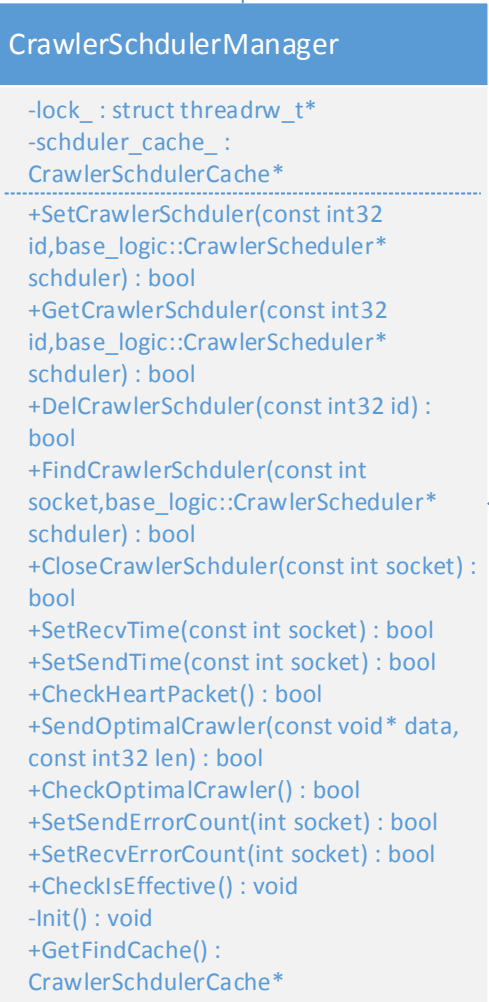 CrawlerSchdulerManager
-lock_ : struct threadrw_t*
-schduler_cache_ :
CrawlerSchdulerCache*
+SetCrawlerSchduler(const int32
id,base_logic::CrawlerScheduler*
schduler) : bool
+GetCrawlerSchduler(const int32
id,base_logic::CrawlerScheduler*
schduler) : bool
+DelCrawlerSchduler(const int32 id) :
bool
+FindCrawlerSchduler(const int
socket,base_logic::CrawlerScheduler*
schduler) : bool
+CloseCrawlerSchduler(const int socket) :
bool
+SetRecvTime(const int socket) : bool
+SetSendTime(const int socket) : bool
+CheckHeartPacket() : bool
+SendOptimalCrawler(const void* data,
const int32 len) : bool
+CheckOptimalCrawler() : bool
+SetSendErrorCount(int socket) : bool
+SetRecvErrorCount(int socket) : bool
+CheckIsEffective() : void
-Init() : void
+GetFindCache() :
CrawlerSchdulerCache*